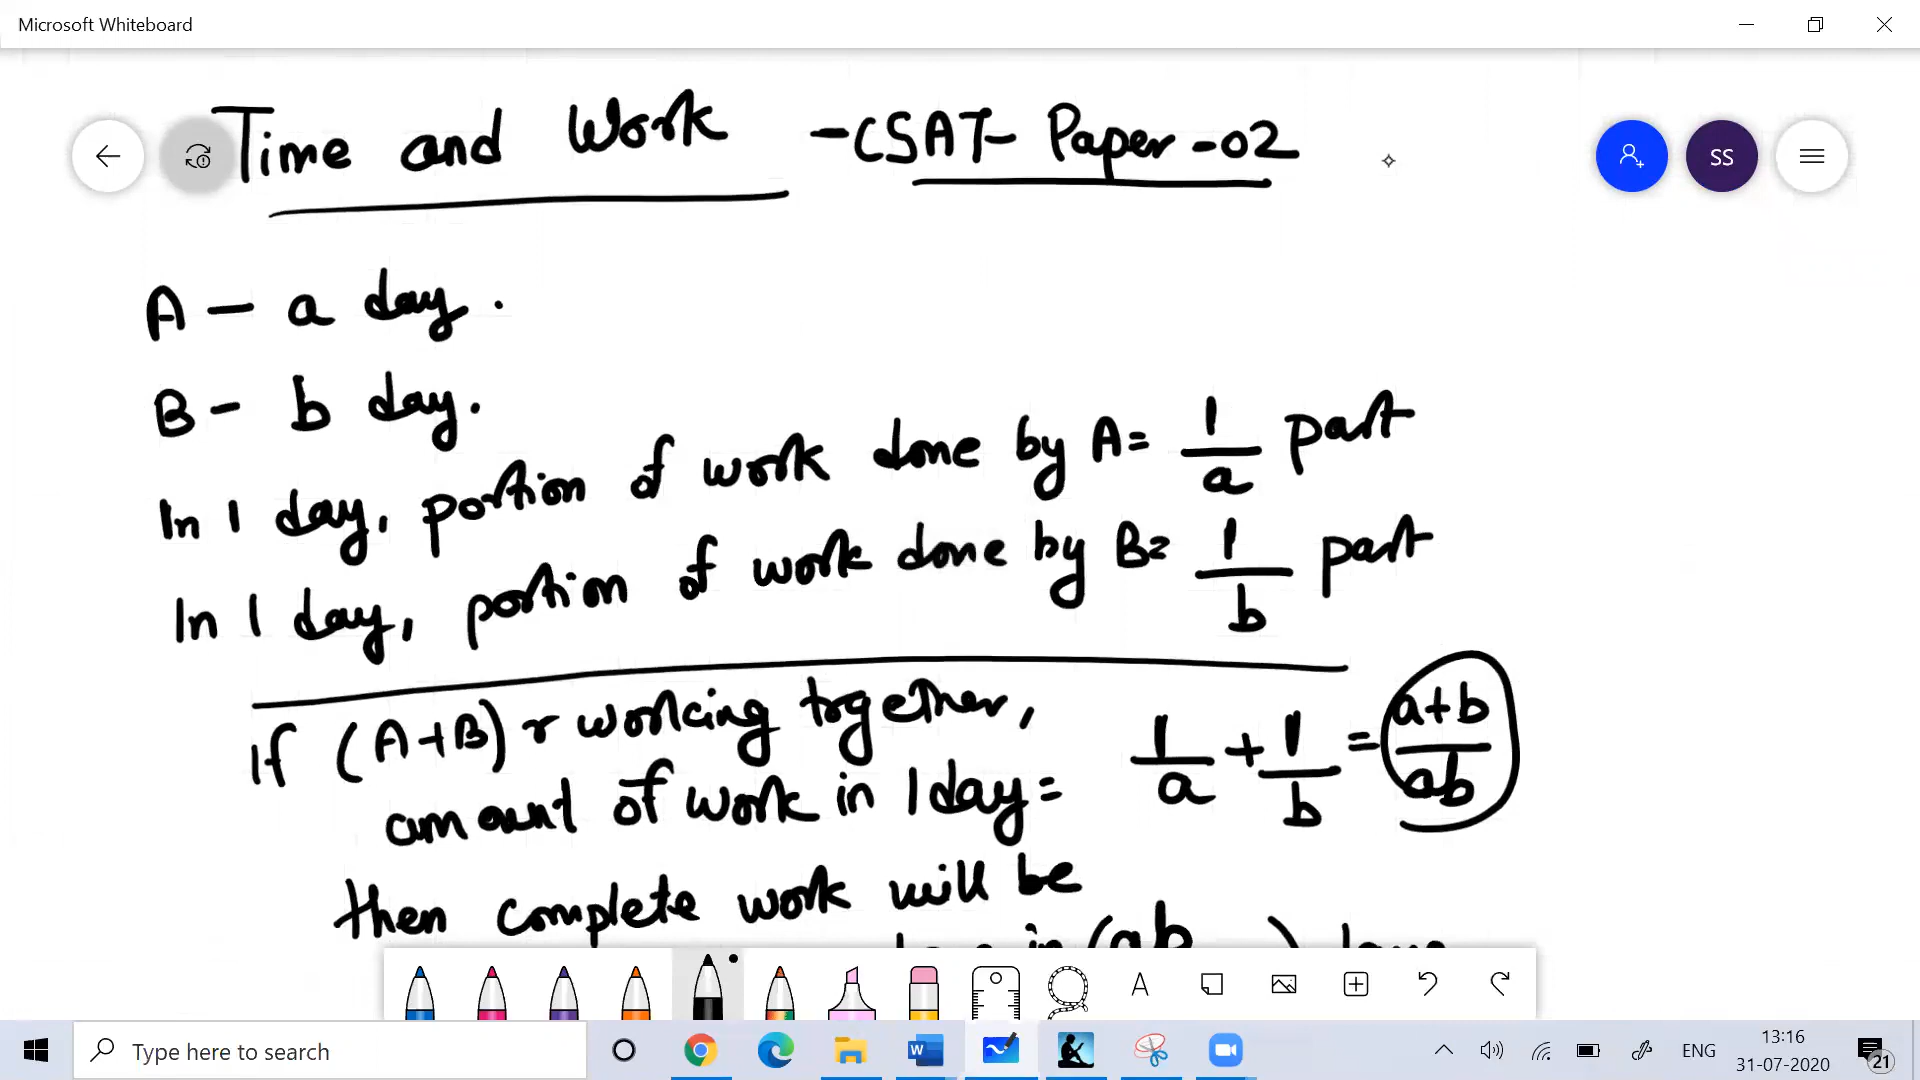 Microsoft Whiteboard
Time and Work - CSAT- Paper-02
SS
A - a day.
B - b day.
In 1 day, portion of work done by A = 1/a part
In 1 day, portion of work done by B = 1/b part
If (A+B) r working together,
amount of work in 1 day = 1/a + 1/b = a+b/ab
then complete work will be
in (ab )
A
Type here to search
W
ENG
13:16
31-07-2020
21